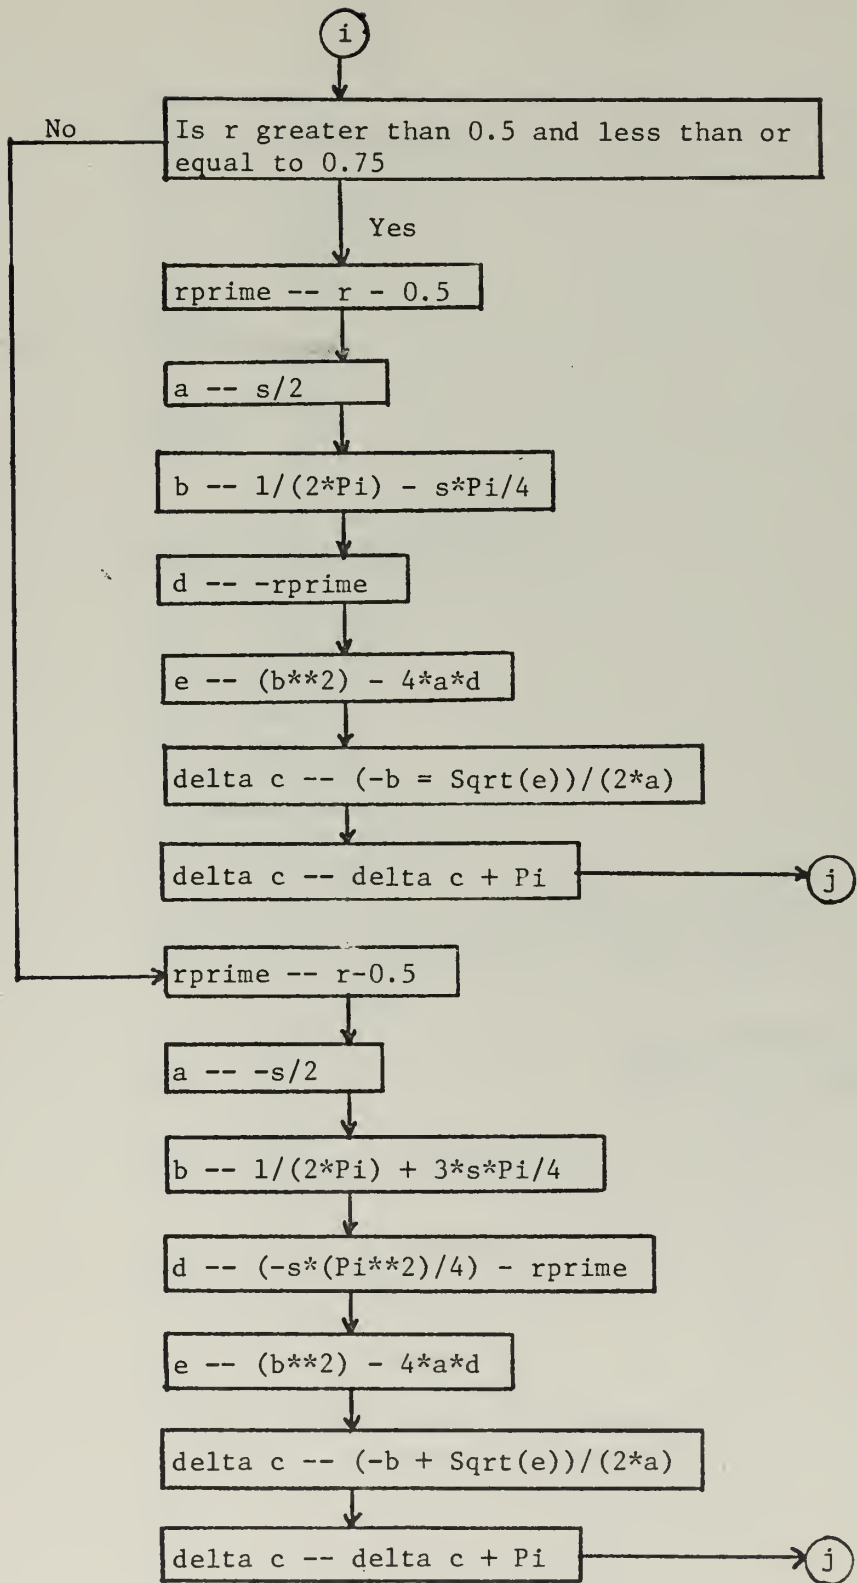 i
Is r greater than 0.5 and less than or
equal to 0.75
No
Yes
rprime -- r - 0.5
a -- s/2
b -- 1/(2*Pi) - s*Pi/4
d -- -rprime
e -- (b**2) - 4*a*d
delta c -- (-b = Sqrt(e))/(2*a)
delta c -- delta c + Pi
j
rprime -- r-0.5
a -- -s/2
b -- 1/(2*Pi) + 3*s*Pi/4
d -- (-s*(Pi**2)/4) - rprime
e -- (b**2) - 4*a*d
delta c -- (-b + Sqrt(e))/(2*a)
delta c -- delta c + Pi
j